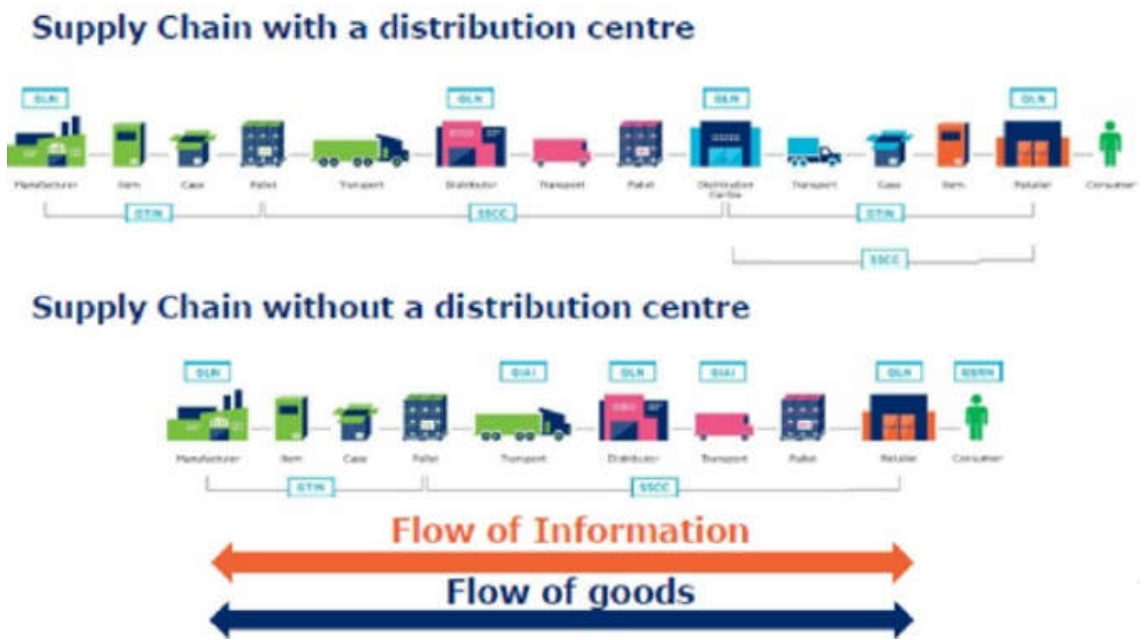 Supply Chain with a distribution centre
GLN GLN GLN GLN
Manufacturer Item Case Pallet Transport Distributor Transport Pallet Distribution Transport Case Item Retailer Consumer
Centre
GTIN SSCC GTIN
SSCC
Supply Chain without a distribution centre
GLN GIAI GLN GIAI GLN GSRN
Manufacturer Item Case Pallet Transport Distributor Transport Pallet Retailer Consumer
GTIN SSCC
Flow of Information
Flow of goods